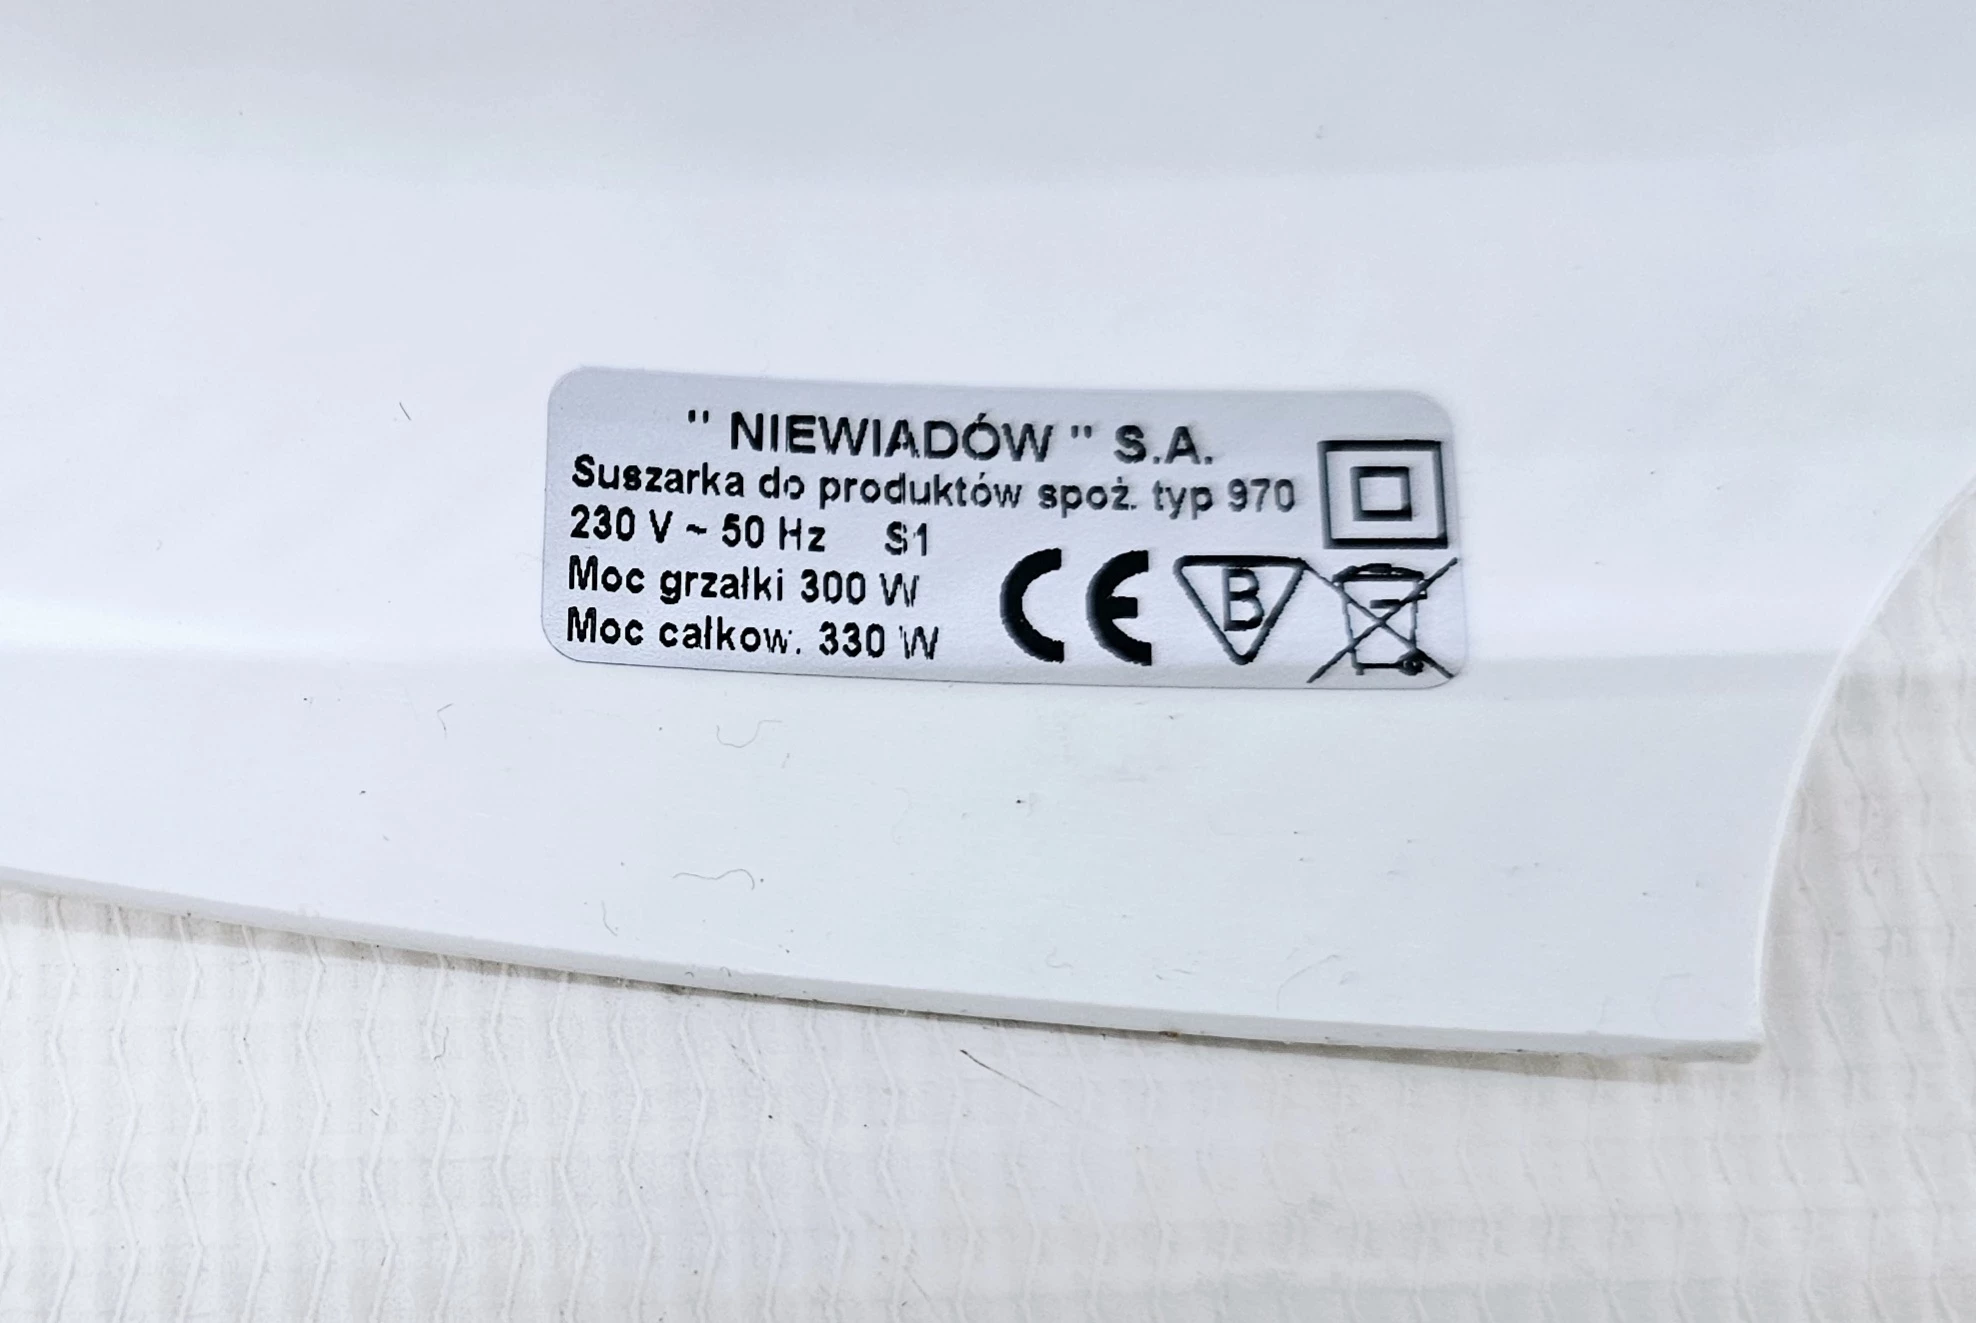 " NIEWIADÓW " S.A.
Suszarka do produktów spoż. typ 970
230 V ~ 50 Hz S1
Moc grzałki 300 W
Moc całkow. 330 W
CE B